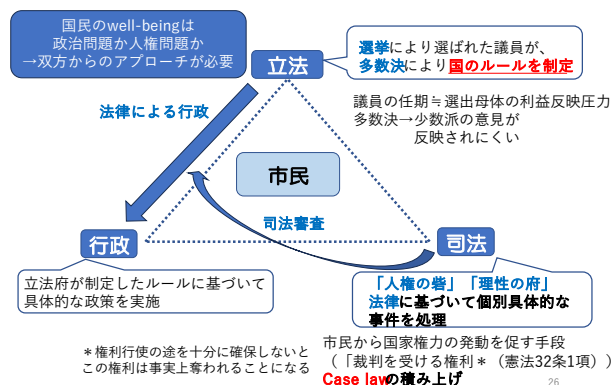 国民のwell-beingは
政治問題か人権問題か
→双方からのアプローチが必要
立法
選挙により選ばれた議員が、
多数決により国のルールを制定
法律による行政
議員の任期≒選出母体の利益反映圧力
多数決→少数派の意見が
反映されにくい
市民
司法審査
行政
司法
立法府が制定したルールに基づいて
具体的な政策を実施
「人権の砦」「理性の府」
法律に基づいて個別具体的な
事件を処理
＊権利行使の途を十分に確保しないと
この権利は事実上奪われることになる
市民から国家権力の発動を促す手段
（「裁判を受ける権利＊（憲法32条1項））
Case lawの積み上げ
26